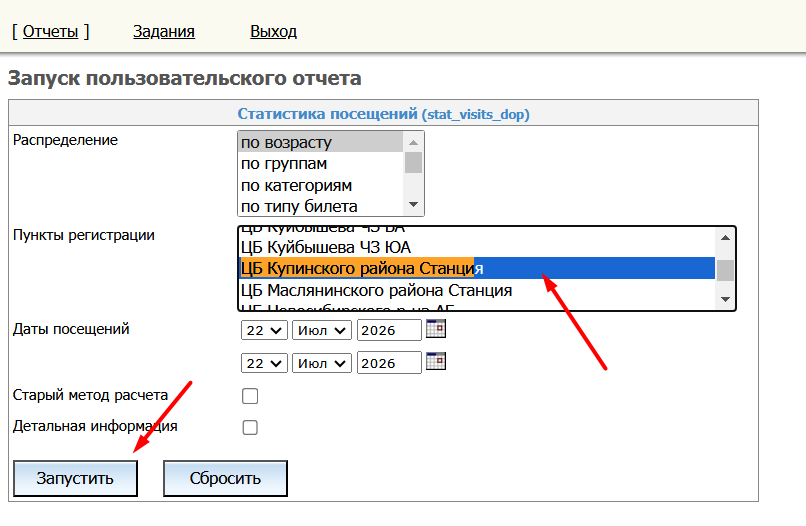 [ Отчеты ] Задания Выход
Запуск пользовательского отчета
Статистика посещений (stat_visits_dop)
Распределение
по возрасту
по группам
по категориям
по типу билета
Пункты регистрации
ЦБ Куйбышева ЧЗ ВА
ЦБ Куйбышева ЧЗ ЮА
ЦБ Купинского района Станция
ЦБ Маслянинского района Станция
ЦБ Новосибирского р-на АБ
Даты посещений
22 Июл 2026
22 Июл 2026
Старый метод расчета
Детальная информация
Запустить Сбросить